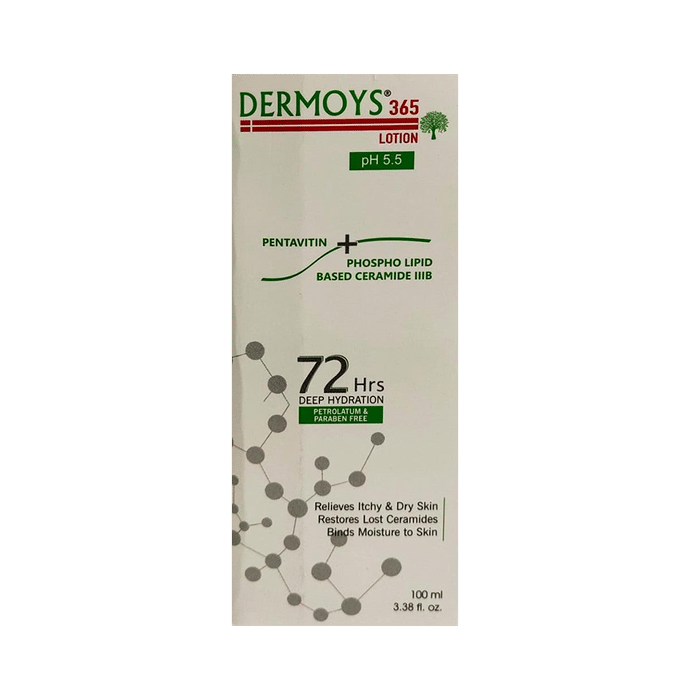 DERMOYS® 365
LOTION
pH 5.5
PENTAVITIN +
PHOSPHO LIPID
BASED CERAMIDE IIIB
72 Hrs
DEEP HYDRATION
PETROLATUM &
PARABEN FREE
Relieves Itchy & Dry Skin
Restores Lost Ceramides
Binds Moisture to Skin
100 ml
3.38 fl. oz.